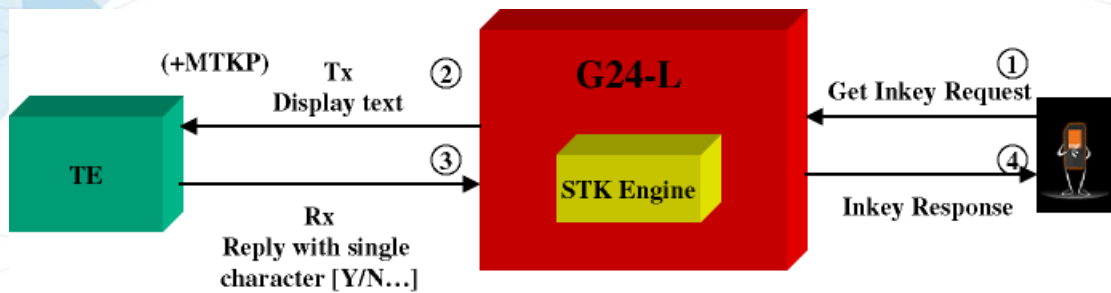 (+MTKP)
Tx
②
Display text
TE
③
Rx
Reply with single
character [Y/N…]
G24-L
STK Engine
①
Get Inkey Request
④
Inkey Response